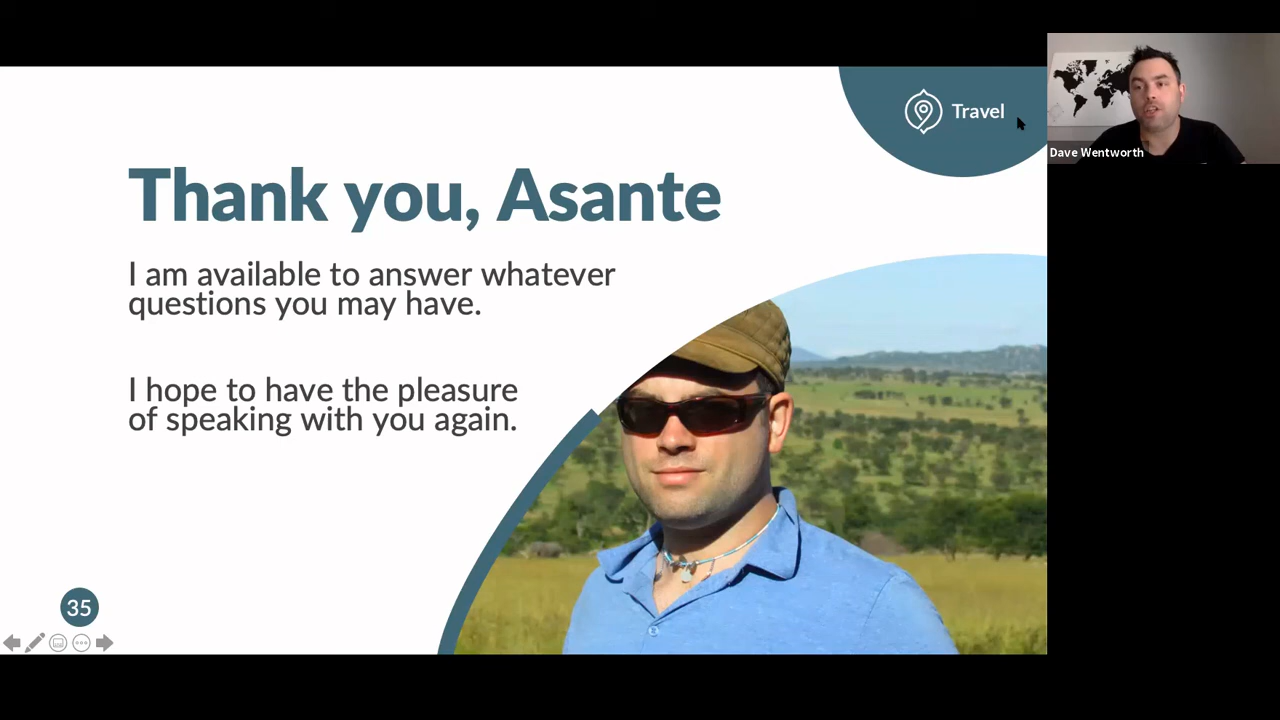 Travel
Dave Wentworth
Thank you, Asante
I am available to answer whatever
questions you may have.
I hope to have the pleasure
of speaking with you again.
35